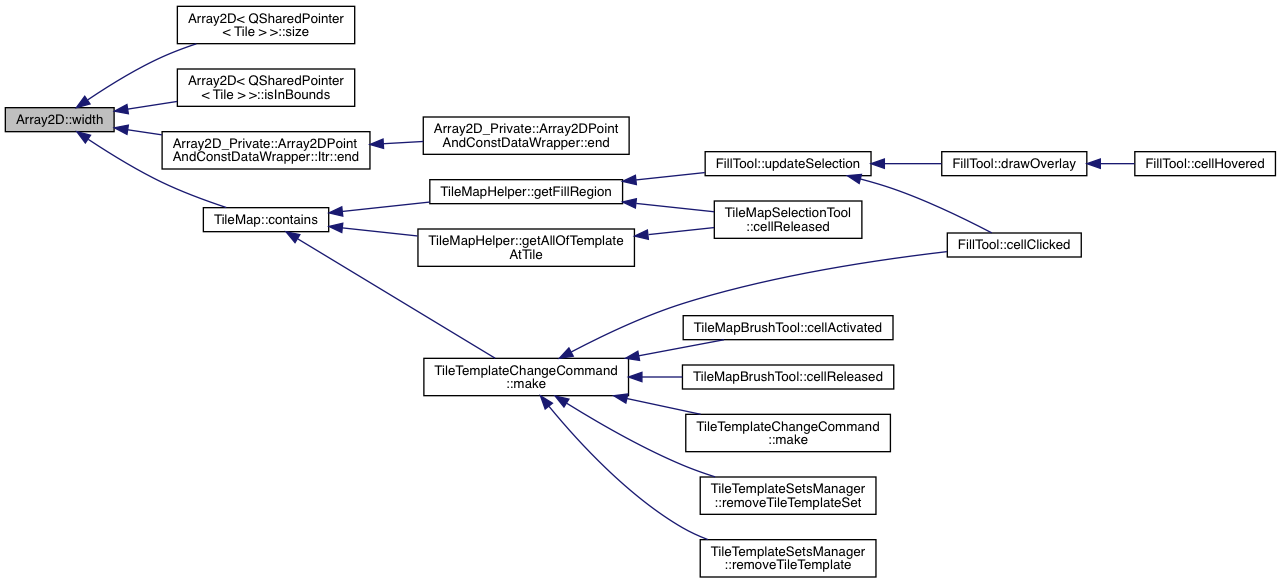 Array2D< QSharedPointer
< Tile > >::size
Array2D< QSharedPointer
< Tile > >::isInBounds
Array2D::width
Array2D_Private::Array2DPoint
AndConstDataWrapper::Itr::end
Array2D_Private::Array2DPoint
AndConstDataWrapper::end
TileMap::contains
TileMapHelper::getFillRegion
TileMapHelper::getAllOfTemplate
AtTile
FillTool::updateSelection
FillTool::drawOverlay
FillTool::cellHovered
TileMapSelectionTool
::cellReleased
FillTool::cellClicked
TileTemplateChangeCommand
::make
TileMapBrushTool::cellActivated
TileMapBrushTool::cellReleased
TileTemplateChangeCommand
::make
TileTemplateSetsManager
::removeTileTemplateSet
TileTemplateSetsManager
::removeTileTemplate